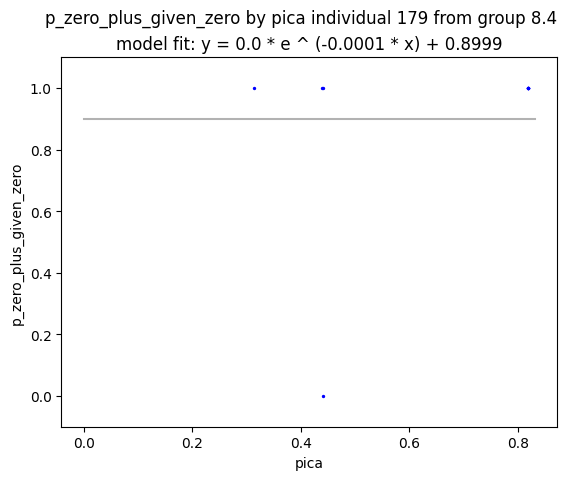 p_zero_plus_given_zero by pica individual 179 from group 8.4
model fit: y = 0.0 * e ^ (-0.0001 * x) + 0.8999
1.0
0.8
0.6
0.4
0.2
0.0
p_zero_plus_given_zero
0.0 0.2 0.4 0.6 0.8
pica